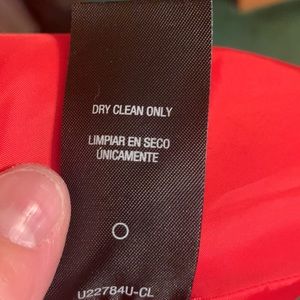 DRY CLEAN ONLY
LIMPIAR EN SECO
ÚNICAMENTE
U22784U-CL